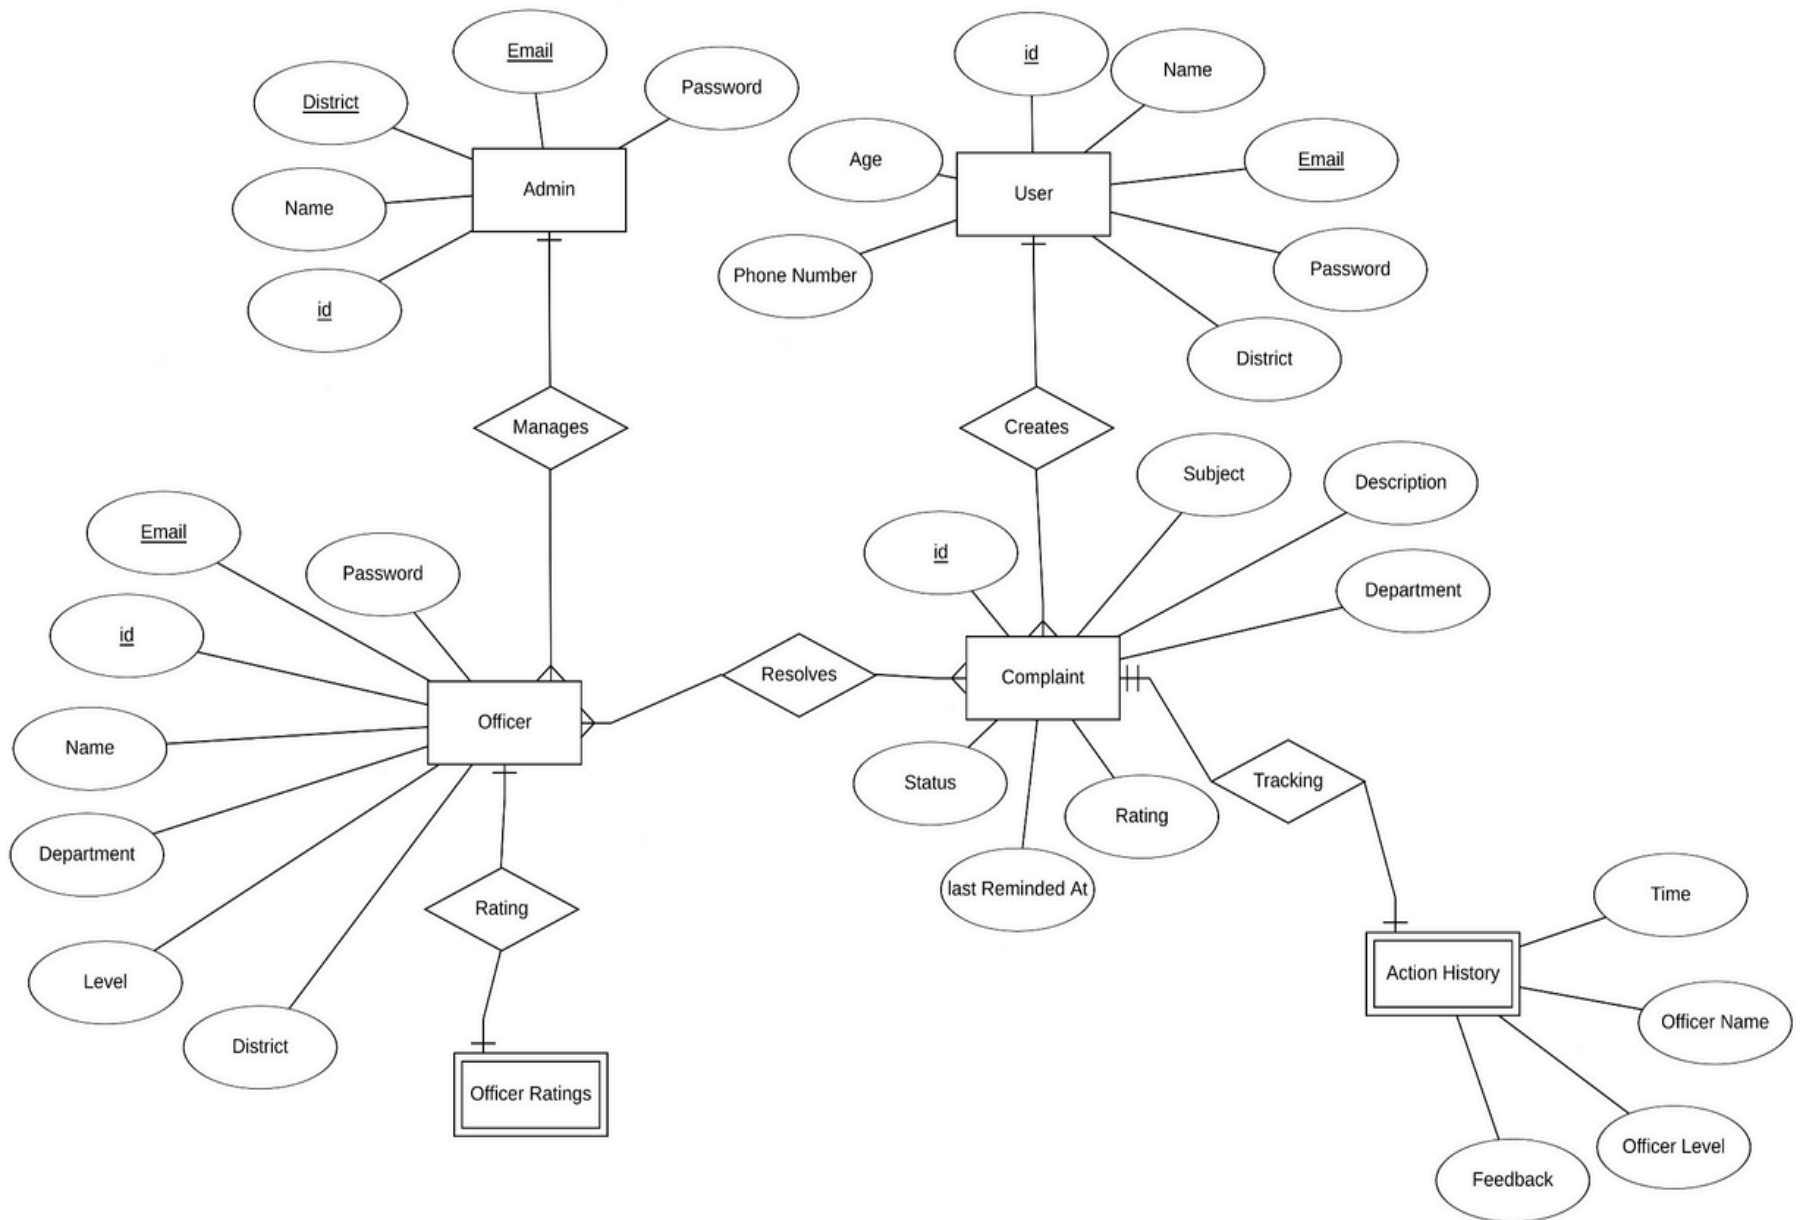 Email
District
Password
Admin
Name
id
id
Name
Age
Email
User
Phone Number
Password
District
Manages
Creates
Subject
Description
Email
Password
id
Department
id
Name
Officer
Resolves
Complaint
Department
Status
Rating
Tracking
last Reminded At
Level
Rating
District
Officer Ratings
Time
Action History
Officer Name
Officer Level
Feedback